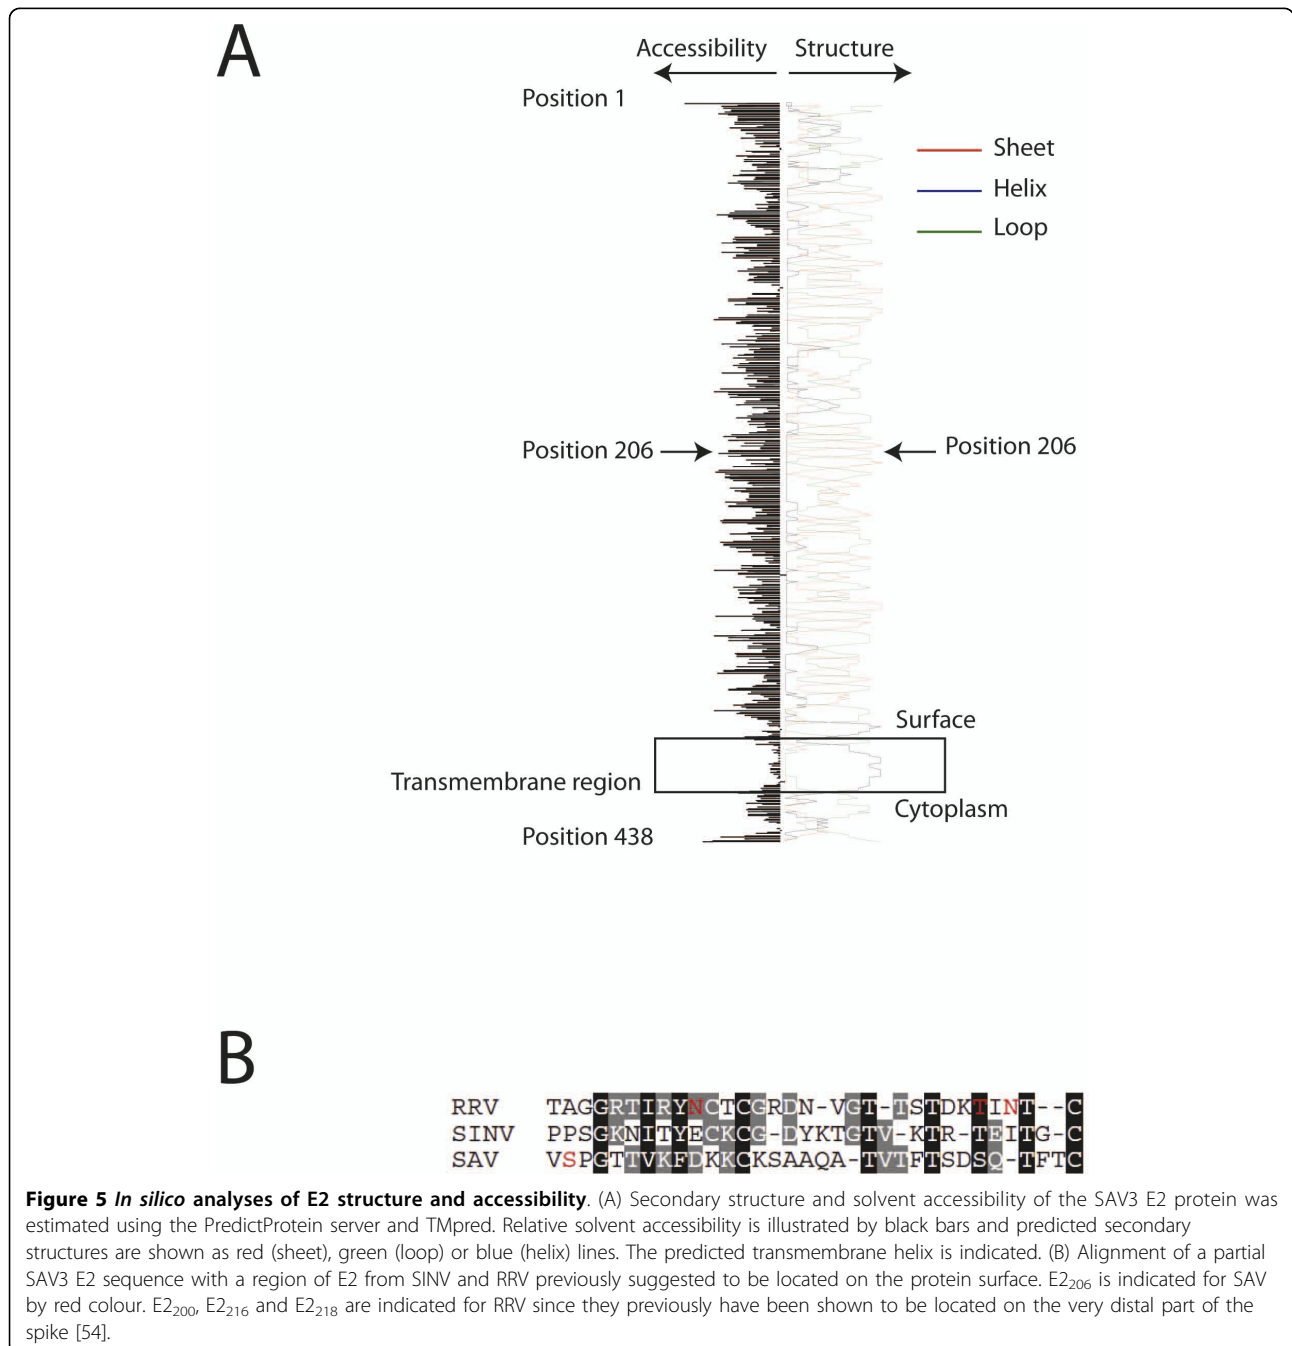 A
Accessibility Structure
Position 1
Sheet
Helix
Loop
Position 206 Position 206
Surface
Transmembrane region
Cytoplasm
Position 438
B
RRV TAGGRTIRYNCTCGRDN-VGT-TSTDKTINT--C
SINV PPSGKNITYECKCG-DYKTGTV-KTR-TEITG-C
SAV VSPGTTVKFDKKCKSAAQA-TVTFTSDSQ-TFTC
Figure 5 In silico analyses of E2 structure and accessibility. (A) Secondary structure and solvent accessibility of the SAV3 E2 protein was
estimated using the PredictProtein server and TMpred. Relative solvent accessibility is illustrated by black bars and predicted secondary
structures are shown as red (sheet), green (loop) or blue (helix) lines. The predicted transmembrane helix is indicated. (B) Alignment of a partial
SAV3 E2 sequence with a region of E2 from SINV and RRV previously suggested to be located on the protein surface. E2206 is indicated for SAV
by red colour. E2200, E2216 and E2218 are indicated for RRV since they previously have been shown to be located on the very distal part of the
spike [54].